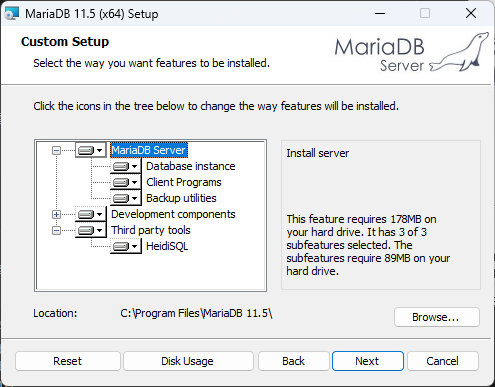 MariaDB 11.5 (x64) Setup
Custom Setup
Select the way you want features to be installed.
MariaDB
Server
Click the icons in the tree below to change the way features will be installed.
MariaDB Server
Database instance
Client Programs
Backup utilities
Development components
Third party tools
HeidiSQL
Install server
This feature requires 178MB on
your hard drive. It has 3 of 3
subfeatures selected. The
subfeatures require 89MB on your
hard drive.
Location: C:\Program Files\MariaDB 11.5\
Browse...
Reset Disk Usage Back Next Cancel